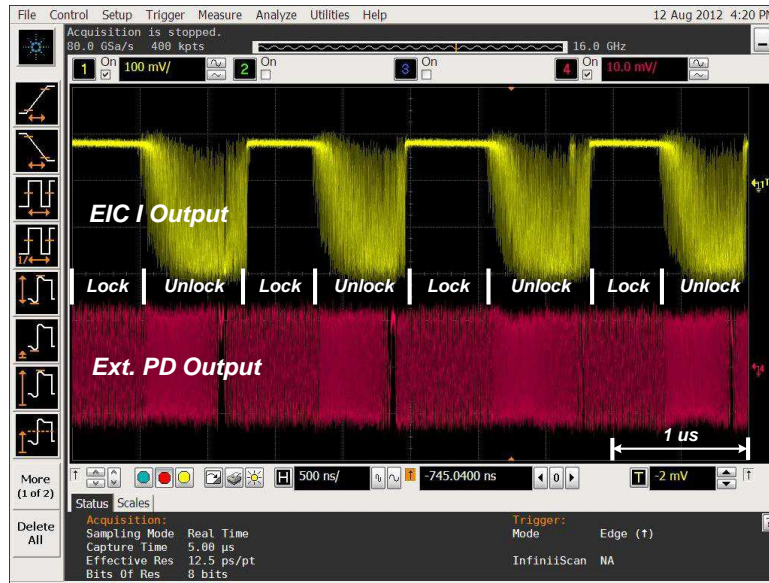 File Control Setup Trigger Measure Analyze Utilities Help 12 Aug 2012 4:20 PM
Acquisition is stopped.
80.0 GSa/s 400 kpts 16.0 GHz
1 On 100 mV/ 2 On 3 On 4 On 10.0 mV/
EIC I Output
Lock Unlock Lock Unlock Lock Unlock Lock Unlock
Ext. PD Output
1 us
More
(1 of 2)
Delete
All
H 500 ns/ -745.0400 ns 0 T -2 mV
Status Scales
Acquisition: Trigger:
Sampling Mode Real Time Mode Edge (↑)
Capture Time 5.00 µs
Effective Res 12.5 ps/pt InfiniiScan NA
Bits Of Res 8 bits